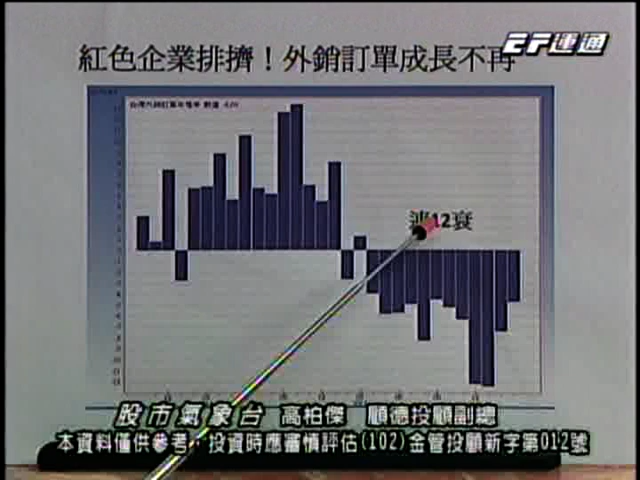 EF運通
紅色企業排擠！外銷訂單成長不再
連12衰
股市氣象台 高柏傑 顧德投顧副總
本資料僅供參考，投資時應審慎評估(102)金管投顧新字第012號